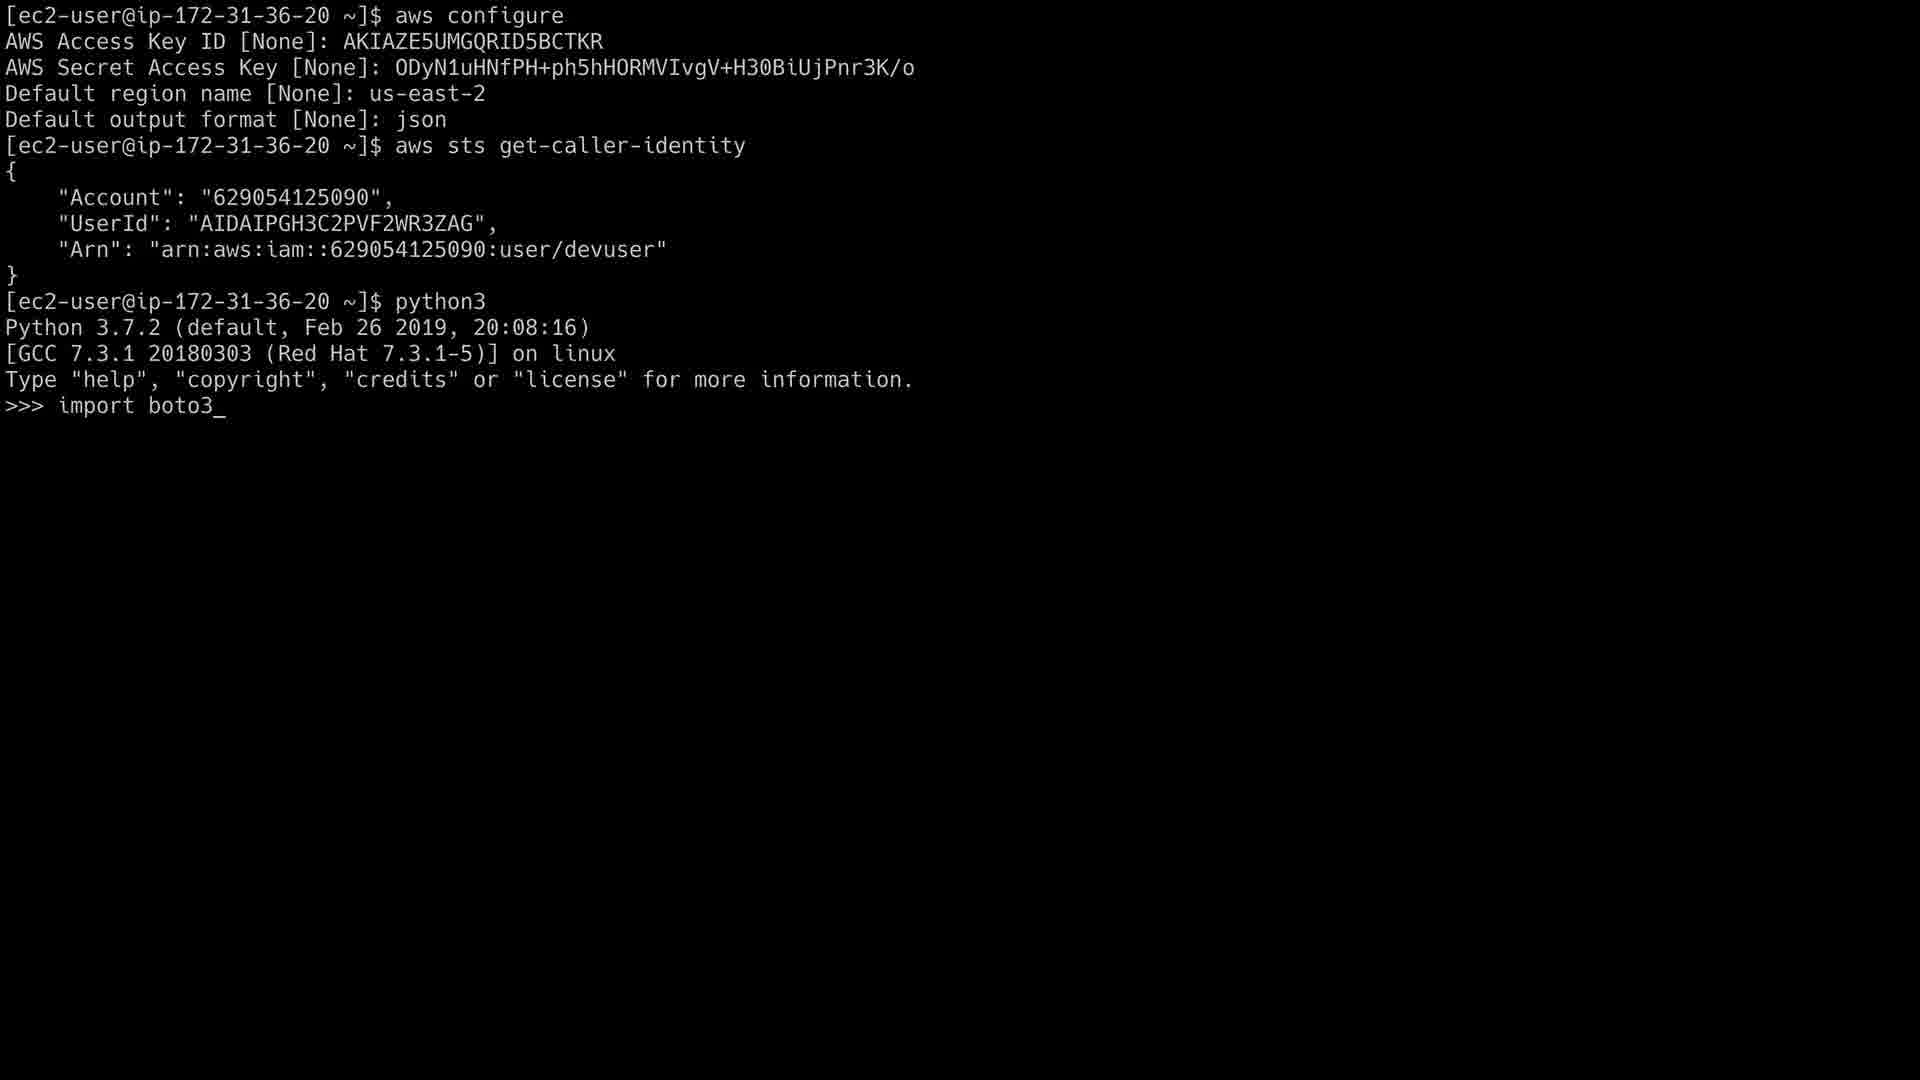 [ec2-user@ip-172-31-36-20 ~]$ aws configure
AWS Access Key ID [None]: AKIAZE5UMGQRID5BCTKR
AWS Secret Access Key [None]: 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
Default region name [None]: us-east-2
Default output format [None]: json
[ec2-user@ip-172-31-36-20 ~]$ aws sts get-caller-identity
{
    "Account": "629054125090",
    "UserId": "AIDAIPGH3C2PVF2WR3ZAG",
    "Arn": "arn:aws:iam::629054125090:user/devuser"
}
[ec2-user@ip-172-31-36-20 ~]$ python3
Python 3.7.2 (default, Feb 26 2019, 20:08:16)
[GCC 7.3.1 20180303 (Red Hat 7.3.1-5)] on linux
Type "help", "copyright", "credits" or "license" for more information.
>>> import boto3_